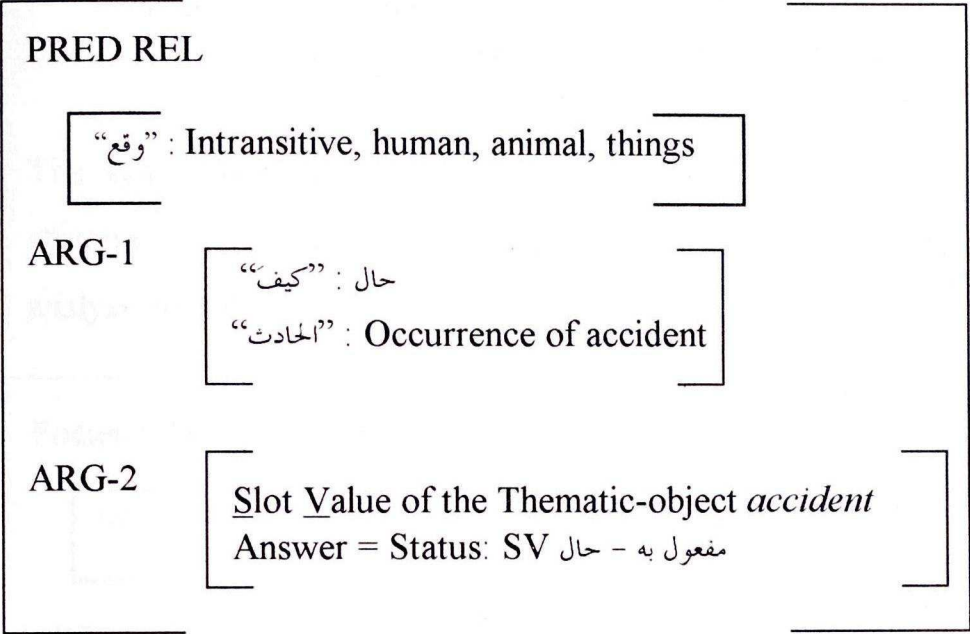 PRED REL
"وقع" : Intransitive, human, animal, things
ARG-1
حال : "كيفَ"
"الحادث" : Occurrence of accident
ARG-2
Slot Value of the Thematic-object accident
Answer = Status: SV مفعول به - حال